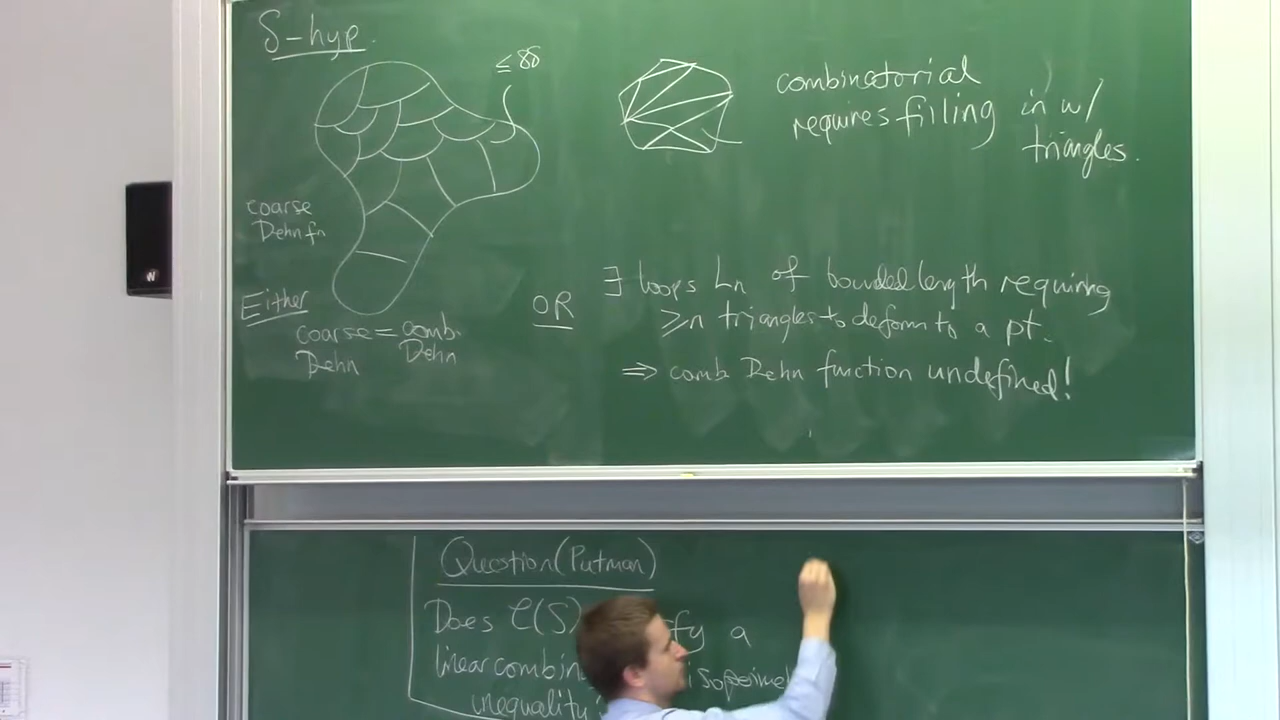 δ-hyp.
≤ 8δ
combinatorial
requires filling in w/
triangles.
coarse
Dehn fn
Either
coarse = comb.
Dehn Dehn
OR
∃ loops Ln of bounded length requiring
≥n triangles to deform to a pt.
⇒ comb Dehn function undefined!
Question (Putman)
Does C(S) a
linear
inequality?